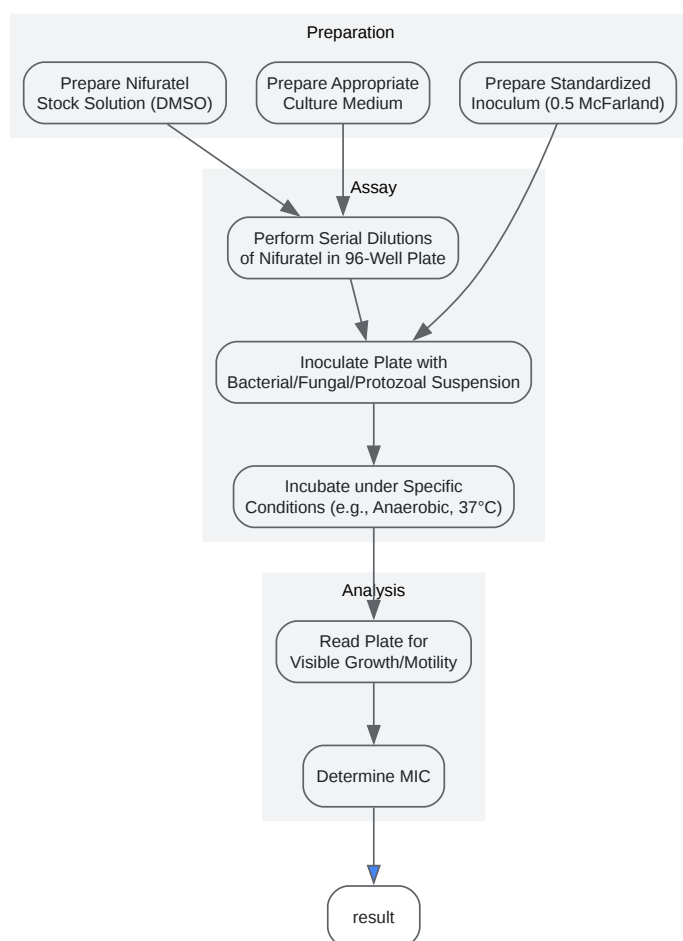 Preparation
Prepare Nifuratel
Stock Solution (DMSO)
Prepare Appropriate
Culture Medium
Prepare Standardized
Inoculum (0.5 McFarland)
Assay
Perform Serial Dilutions
of Nifuratel in 96-Well Plate
Inoculate Plate with
Bacterial/Fungal/Protozoal Suspension
Incubate under Specific
Conditions (e.g., Anaerobic, 37°C)
Analysis
Read Plate for
Visible Growth/Motility
Determine MIC
result